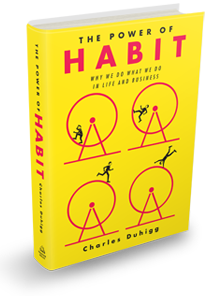 THE POWER OF
HABIT
WHY WE DO WHAT WE DO
IN LIFE AND BUSINESS
Charles Duhigg
THE POWER OF
HABIT
Charles Duhigg